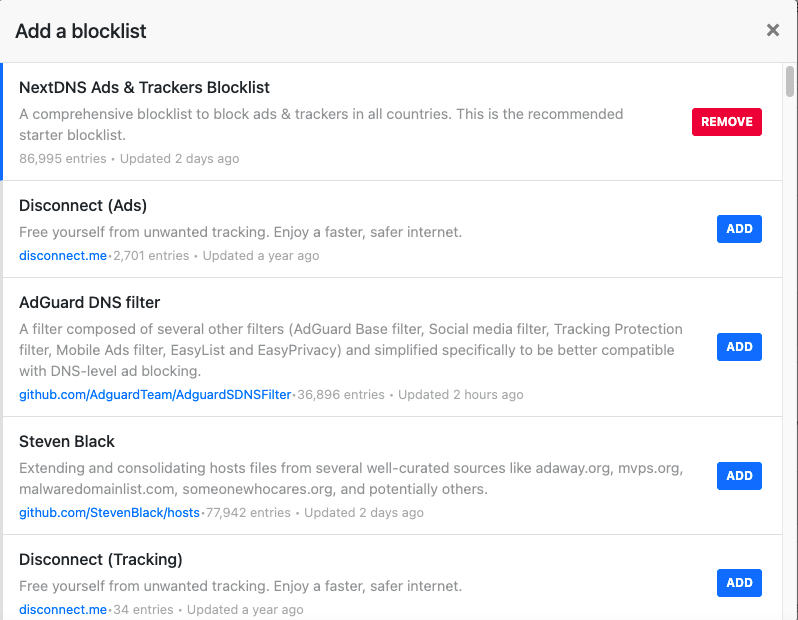 Add a blocklist
×
NextDNS Ads & Trackers Blocklist
A comprehensive blocklist to block ads & trackers in all countries. This is the recommended
starter blocklist.
REMOVE
86,995 entries • Updated 2 days ago
Disconnect (Ads)
Free yourself from unwanted tracking. Enjoy a faster, safer internet.
ADD
disconnect.me•2,701 entries • Updated a year ago
AdGuard DNS filter
A filter composed of several other filters (AdGuard Base filter, Social media filter, Tracking Protection
filter, Mobile Ads filter, EasyList and EasyPrivacy) and simplified specifically to be better compatible
with DNS-level ad blocking.
ADD
github.com/AdguardTeam/AdguardSDNSFilter•36,896 entries • Updated 2 hours ago
Steven Black
Extending and consolidating hosts files from several well-curated sources like adaway.org, mvps.org,
malwaredomainlist.com, someonewhocares.org, and potentially others.
ADD
github.com/StevenBlack/hosts•77,942 entries • Updated 2 days ago
Disconnect (Tracking)
Free yourself from unwanted tracking. Enjoy a faster, safer internet.
ADD
disconnect.me•34 entries • Updated a year ago